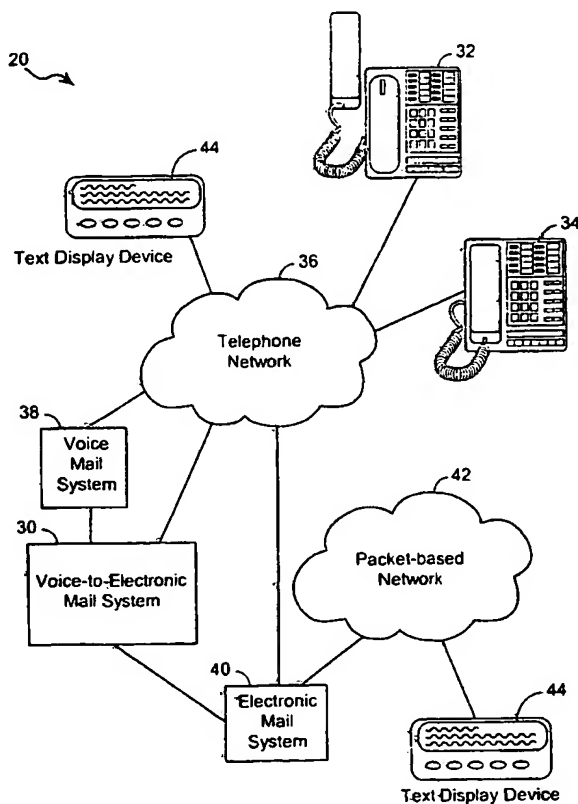 20
32
44
Text Display Device
36
34
Telephone
Network
38
Voice
Mail
System
42
30
Voice-to-Electronic
Mail System
Packet-based
Network
40
Electronic
Mail
System
44
Text Display Device